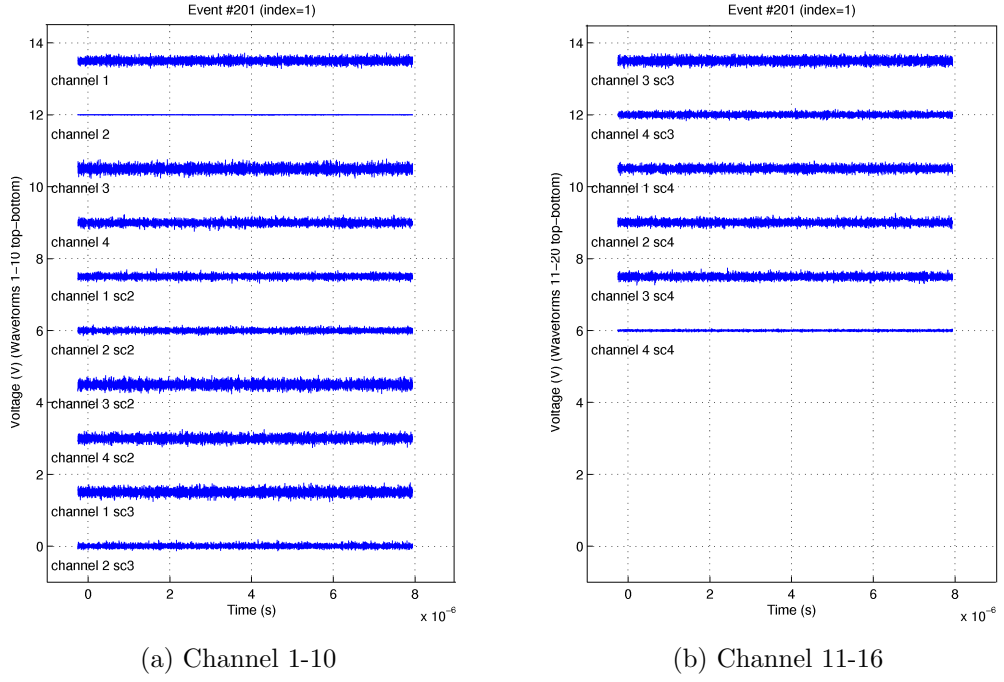 Event #201 (index=1)
14
12
10
8
6
4
2
0
Voltage (V) (Waveforms 1−10 top−bottom)
channel 1
channel 2
channel 3
channel 4
channel 1 sc2
channel 2 sc2
channel 3 sc2
channel 4 sc2
channel 1 sc3
channel 2 sc3
0 2 4 6 8
Time (s)
x 10⁻⁶
(a) Channel 1-10
Event #201 (index=1)
14
12
10
8
6
4
2
0
Voltage (V) (Waveforms 11−20 top−bottom)
channel 3 sc3
channel 4 sc3
channel 1 sc4
channel 2 sc4
channel 3 sc4
channel 4 sc4
0 2 4 6 8
Time (s)
x 10⁻⁶
(b) Channel 11-16